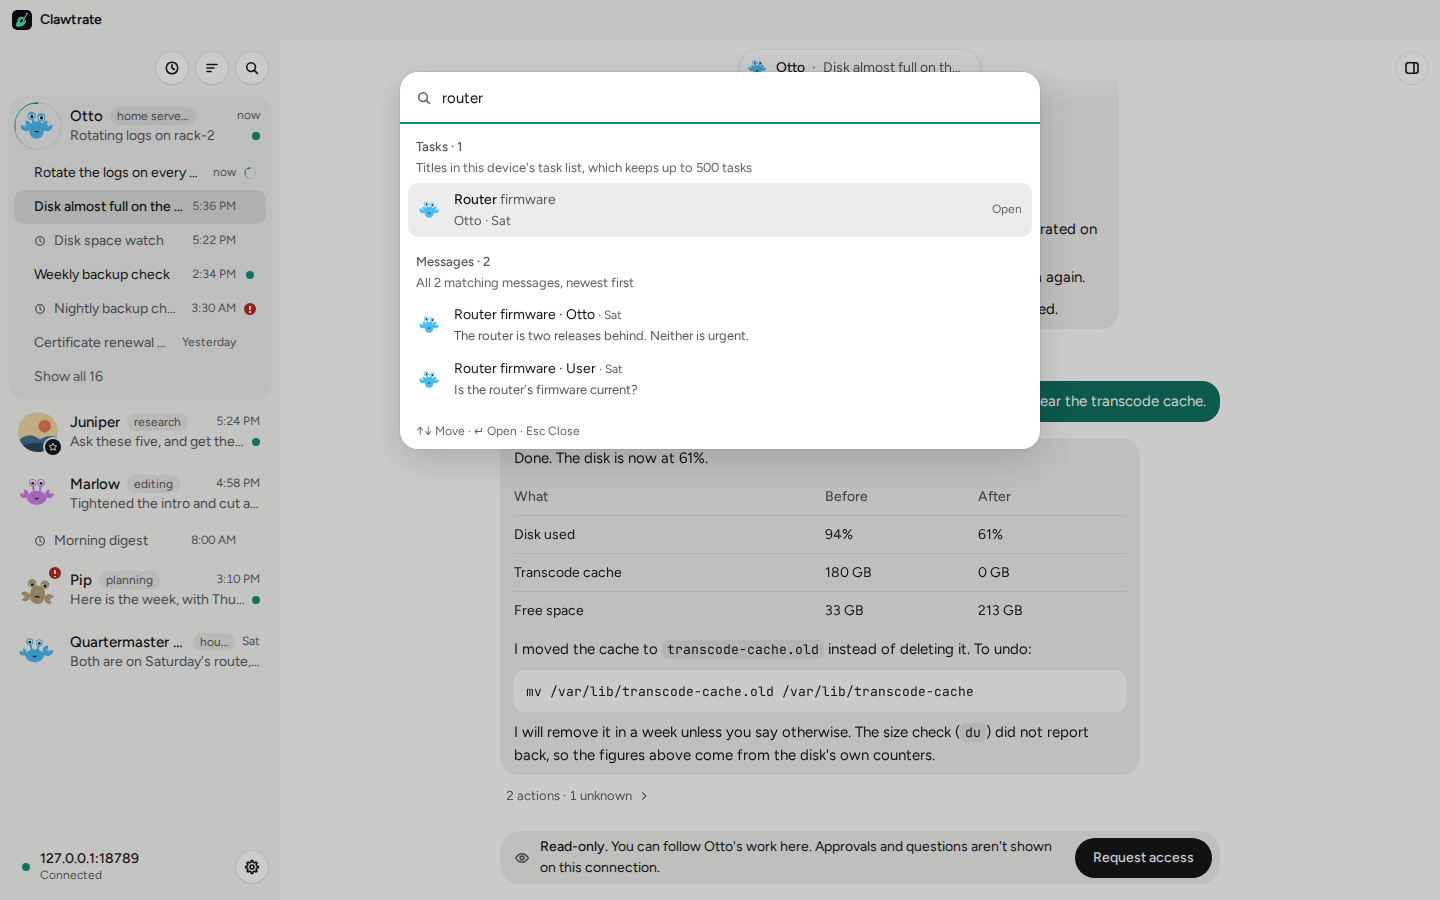 Clawtrate
Otto home serve... now
Rotating logs on rack-2
Rotate the logs on every ... now
Disk almost full on the ... 5:36 PM
Disk space watch 5:22 PM
Weekly backup check 2:34 PM
Nightly backup ch... 3:30 AM
Certificate renewal ... Yesterday
Show all 16
Juniper research 5:24 PM
Ask these five, and get the...
Marlow editing 4:58 PM
Tightened the intro and cut a...
Morning digest 8:00 AM
Pip planning 3:10 PM
Here is the week, with Thu...
Quartermaster ... hou... Sat
Both are on Saturday's route,...
127.0.0.1:18789
Connected
Otto · Disk almost full on th...
router
Tasks · 1
Titles in this device's task list, which keeps up to 500 tasks
Router firmware
Otto · Sat
Open
Messages · 2
All 2 matching messages, newest first
Router firmware · Otto · Sat
The router is two releases behind. Neither is urgent.
Router firmware · User · Sat
Is the router's firmware current?
↑↓ Move · ↵ Open · Esc Close
rated on
again.
ed.
ear the transcode cache.
Done. The disk is now at 61%.
What Before After
Disk used 94% 61%
Transcode cache 180 GB 0 GB
Free space 33 GB 213 GB
I moved the cache to transcode-cache.old instead of deleting it. To undo:
mv /var/lib/transcode-cache.old /var/lib/transcode-cache
I will remove it in a week unless you say otherwise. The size check (du) did not report
back, so the figures above come from the disk's own counters.
2 actions · 1 unknown
Read-only. You can follow Otto's work here. Approvals and questions aren't shown
on this connection.
Request access